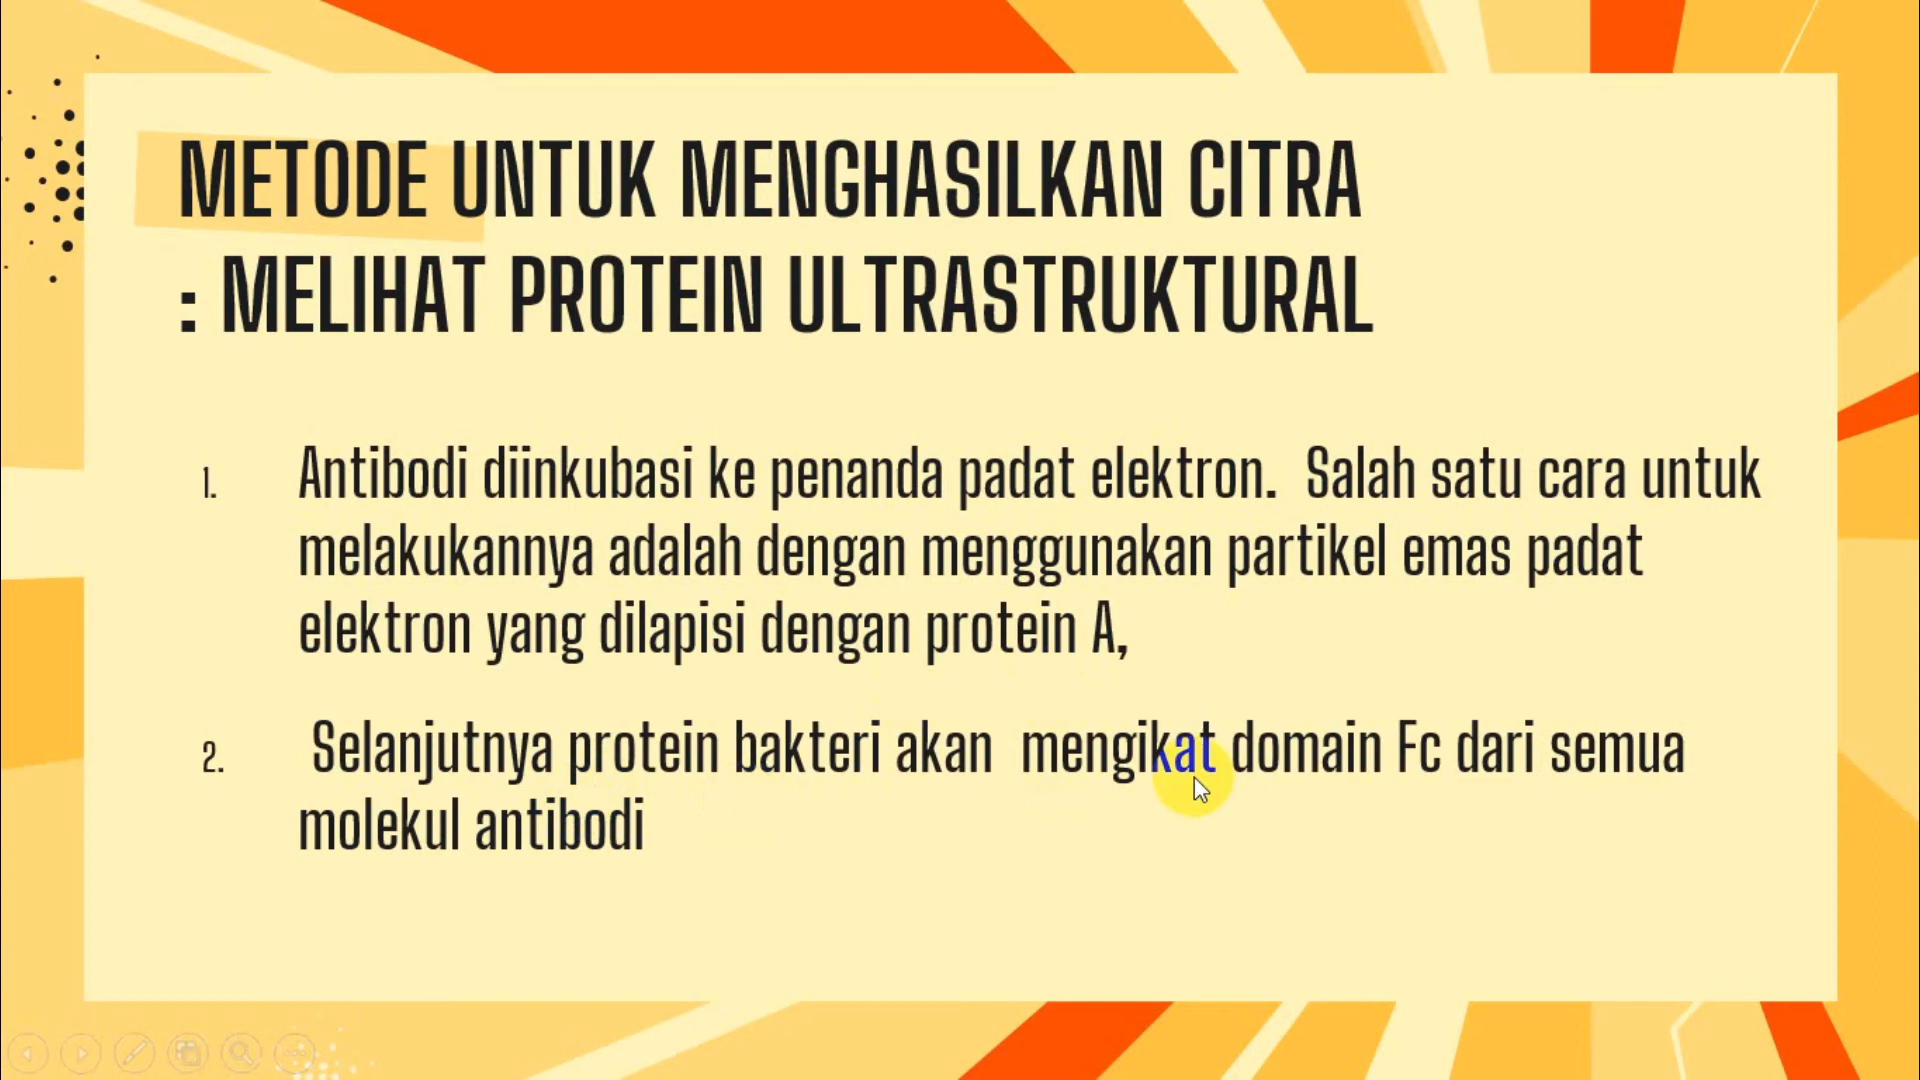 METODE UNTUK MENGHASILKAN CITRA
: MELIHAT PROTEIN ULTRASTRUKTURAL
1. Antibodi diinkubasi ke penanda padat elektron. Salah satu cara untuk
melakukannya adalah dengan menggunakan partikel emas padat
elektron yang dilapisi dengan protein A,
2. Selanjutnya protein bakteri akan mengikat domain Fc dari semua
molekul antibodi